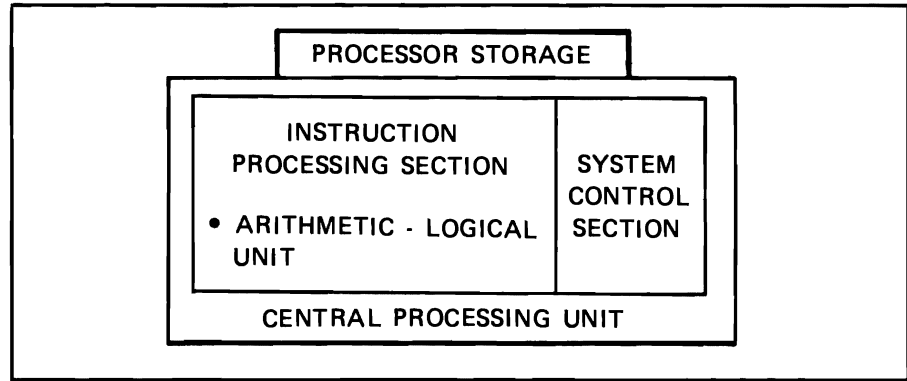 PROCESSOR STORAGE
INSTRUCTION
PROCESSING SECTION
• ARITHMETIC - LOGICAL
UNIT
SYSTEM
CONTROL
SECTION
CENTRAL PROCESSING UNIT